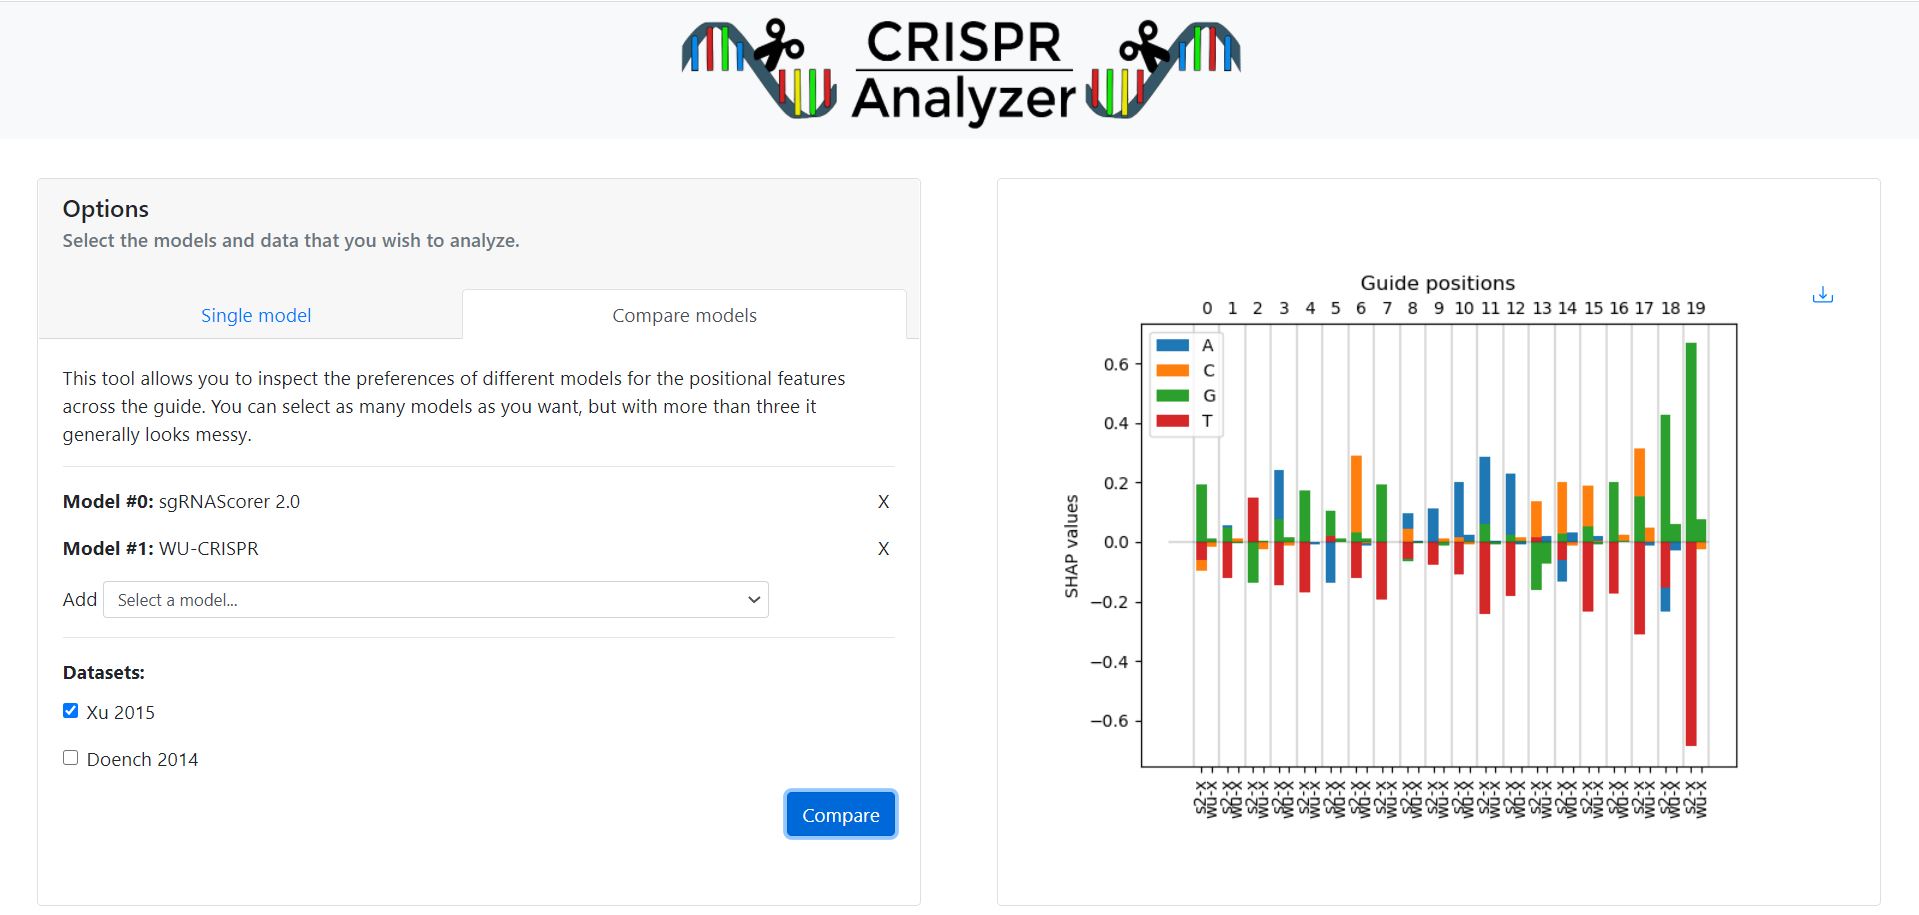 CRISPR
Analyzer
Options
Select the models and data that you wish to analyze.
Single model
Compare models
This tool allows you to inspect the preferences of different models for the positional features
across the guide. You can select as many models as you want, but with more than three it
generally looks messy.
Model #0: sgRNAScorer 2.0 X
Model #1: WU-CRISPR X
Add Select a model...
Datasets:
Xu 2015
Doench 2014
Compare
Guide positions
0 1 2 3 4 5 6 7 8 9 10 11 12 13 14 15 16 17 18 19
A
C
G
T
SHAP values
0.6
0.4
0.2
0.0
−0.2
−0.4
−0.6
s2-x wu-x s2-x wu-x s2-x wu-x s2-x wu-x s2-x wu-x s2-x wu-x s2-x wu-x s2-x wu-x s2-x wu-x s2-x wu-x s2-x wu-x s2-x wu-x s2-x wu-x s2-x wu-x s2-x wu-x s2-x wu-x s2-x wu-x s2-x wu-x s2-x wu-x s2-x wu-x